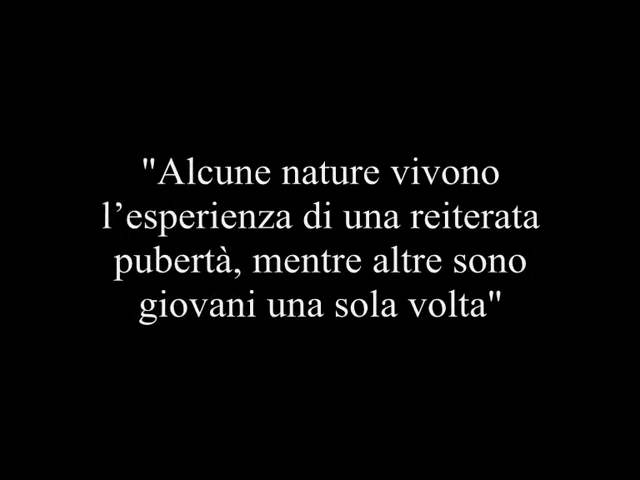 "Alcune nature vivono
l’esperienza di una reiterata
pubertà, mentre altre sono
giovani una sola volta"